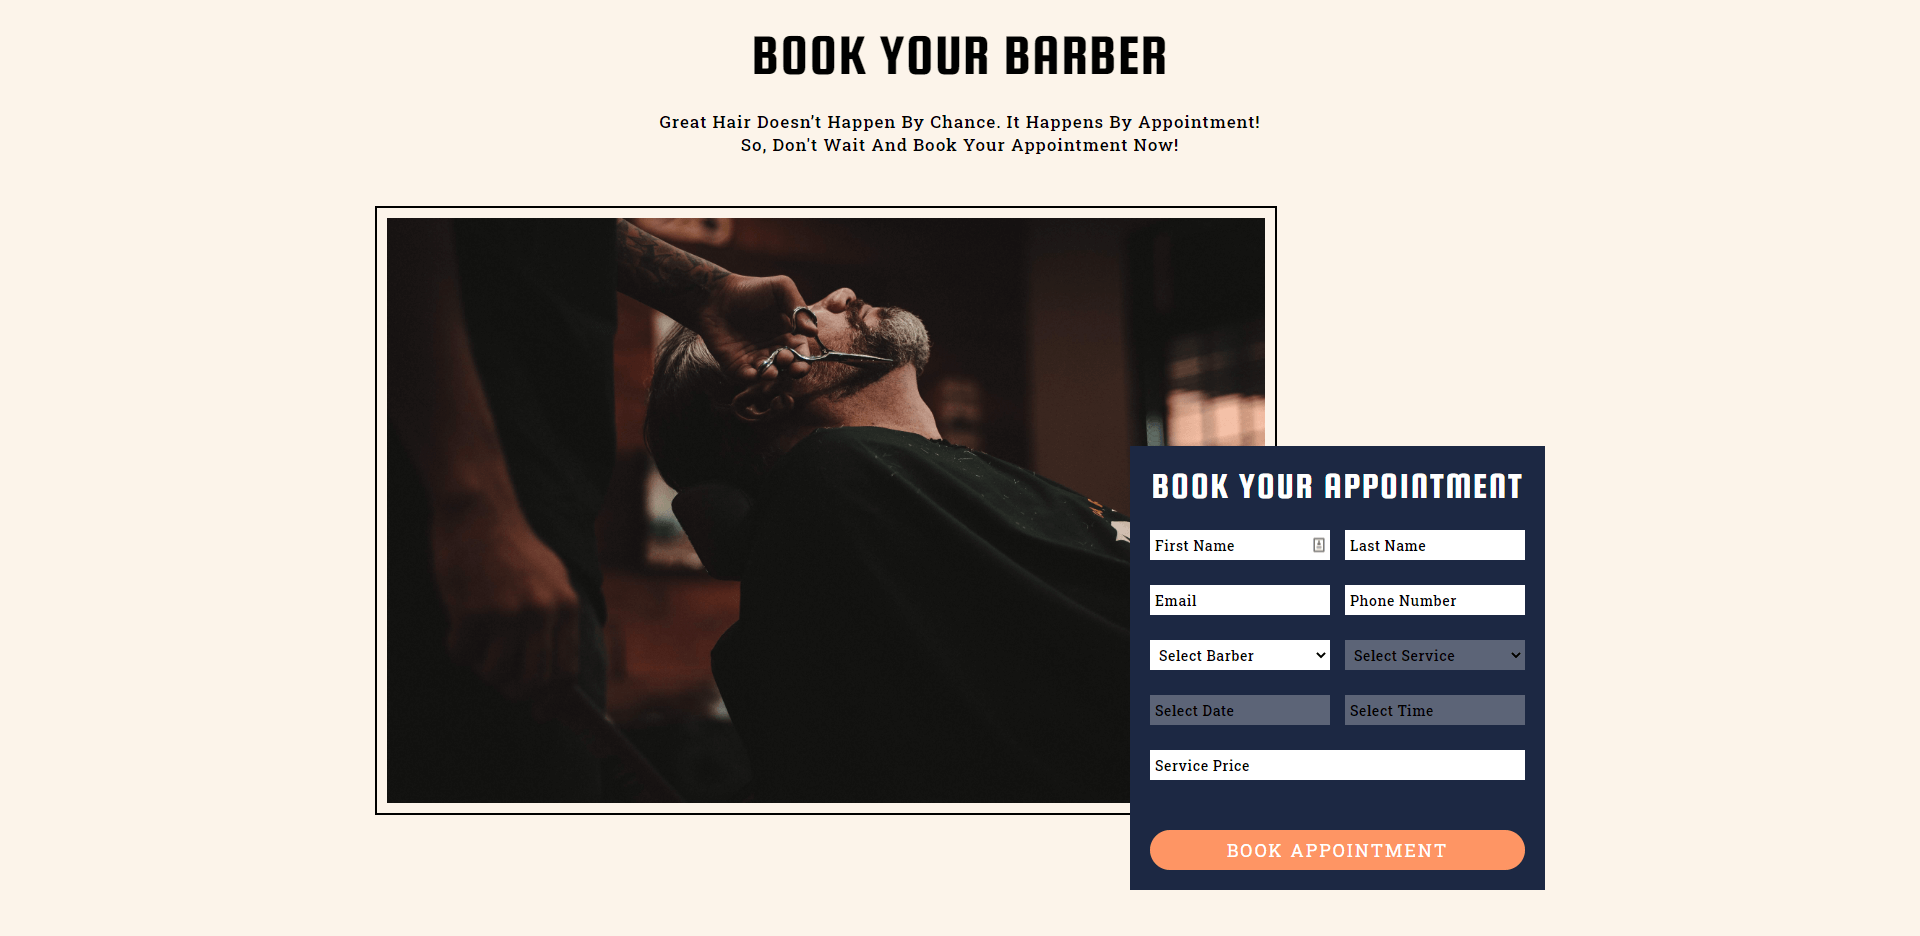 BOOK YOUR BARBER
Great Hair Doesn’t Happen By Chance. It Happens By Appointment!
So, Don't Wait And Book Your Appointment Now!
BOOK YOUR APPOINTMENT
First Name
Last Name
Email
Phone Number
Select Barber
Select Service
Select Date
Select Time
Service Price
BOOK APPOINTMENT